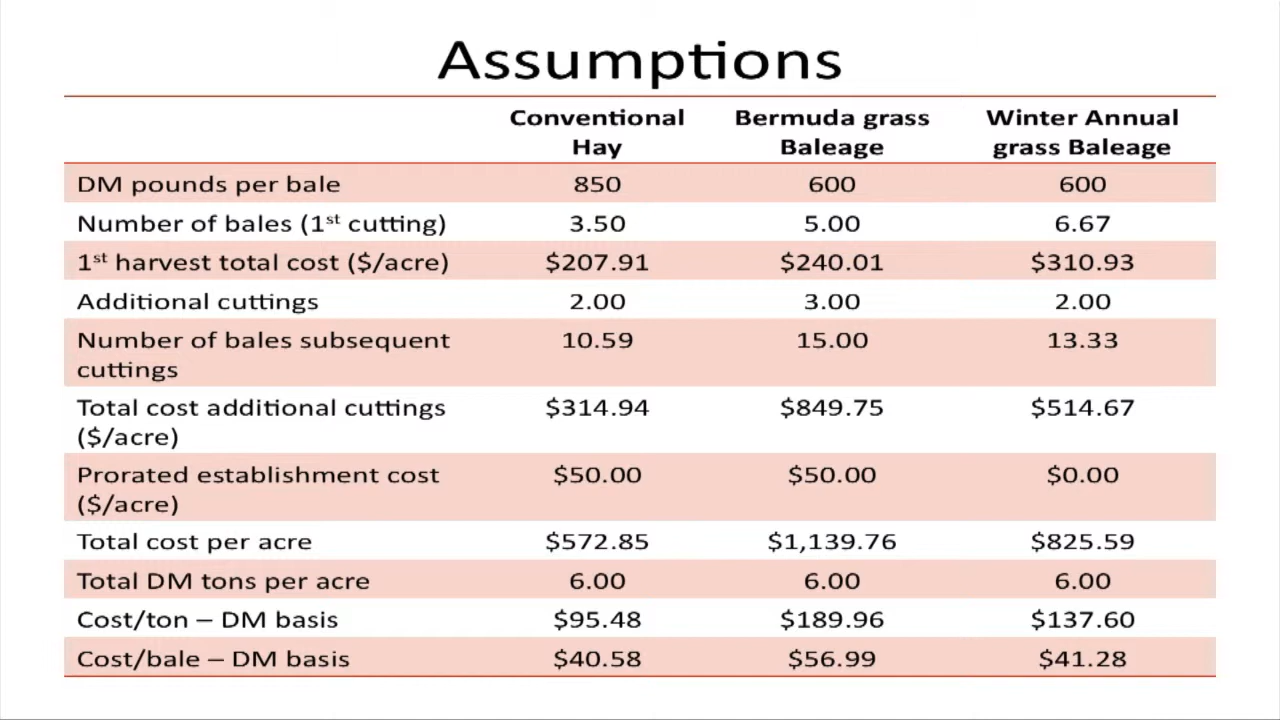 Assumptions
Conventional Hay Bermuda grass Baleage Winter Annual grass Baleage
DM pounds per bale 850 600 600
Number of bales (1st cutting) 3.50 5.00 6.67
1st harvest total cost ($/acre) $207.91 $240.01 $310.93
Additional cuttings 2.00 3.00 2.00
Number of bales subsequent cuttings 10.59 15.00 13.33
Total cost additional cuttings ($/acre) $314.94 $849.75 $514.67
Prorated establishment cost ($/acre) $50.00 $50.00 $0.00
Total cost per acre $572.85 $1,139.76 $825.59
Total DM tons per acre 6.00 6.00 6.00
Cost/ton – DM basis $95.48 $189.96 $137.60
Cost/bale – DM basis $40.58 $56.99 $41.28